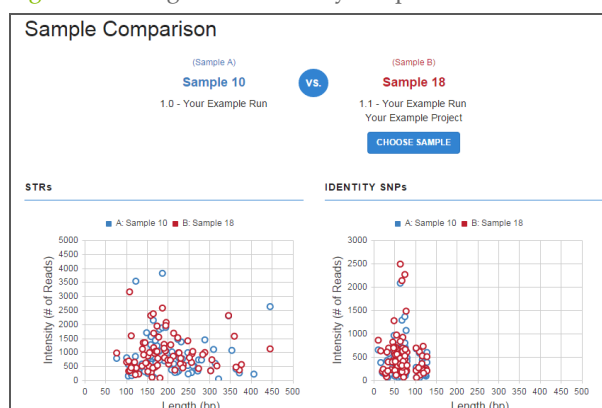 Sample Comparison
(Sample A)
Sample 10
1.0 - Your Example Run
VS.
(Sample B)
Sample 18
1.1 - Your Example Run
Your Example Project
CHOOSE SAMPLE
STRs
A: Sample 10 B: Sample 18
Intensity (# of Reads)
5000
4500
4000
3500
3000
2500
2000
1500
1000
500
0
0 50 100 150 200 250 300 350 400 450 500
Length (bp)
IDENTITY SNPs
A: Sample 10 B: Sample 18
Intensity (# of Reads)
3000
2500
2000
1500
1000
500
0
0 50 100 150 200 250 300 350 400 450 500
Length (bp)